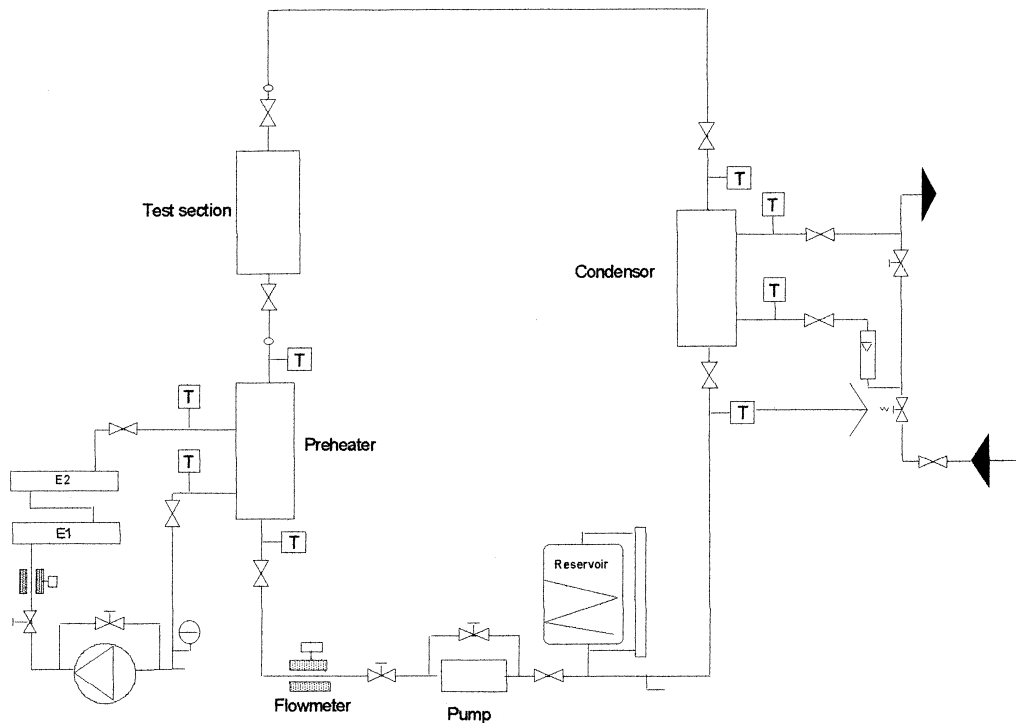 T
T
Test section
Condensor
T
T
T
T
Preheater
T
E2
T
E1
Reservoir
Flowmeter
Pump